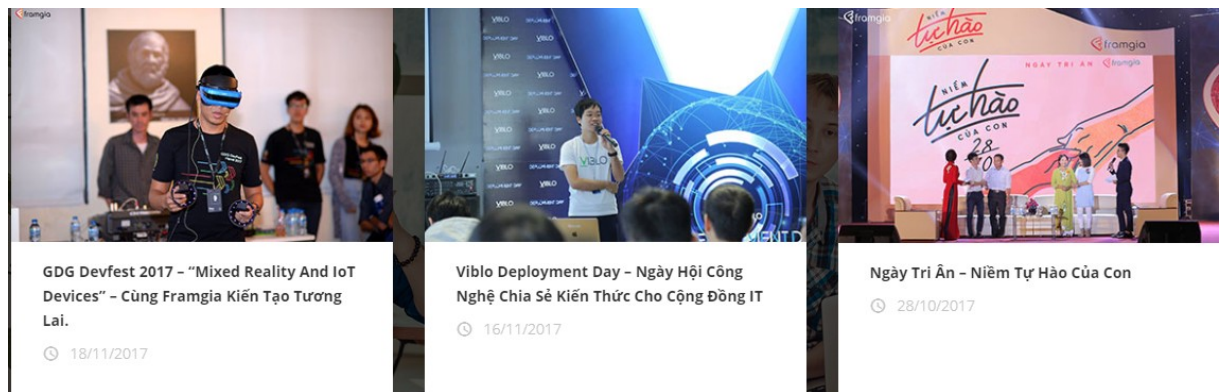 framgia
GDG Devfest 2017 – “Mixed Reality And IoT
Devices” – Cùng Framgia Kiến Tạo Tương
Lai.
18/11/2017
VIBLO
VIBLO
Viblo Deployment Day – Ngày Hội Công
Nghệ Chia Sẻ Kiến Thức Cho Cộng Đồng IT
16/11/2017
framgia
NIỀM
tự hào
CỦA CON
framgia
NGÀY TRI ÂN framgia
NIỀM
tự hào
CỦA CON
28
10
Ngày Tri Ân – Niềm Tự Hào Của Con
28/10/2017